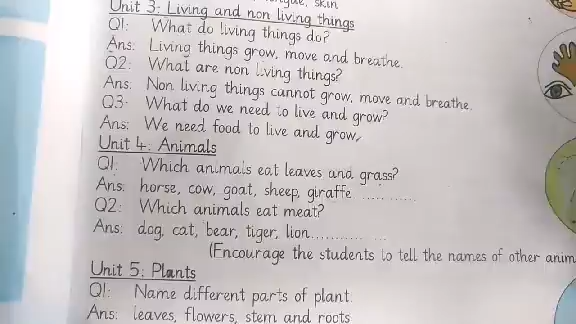 skin
Unit 3: Living and non living things
Q1: What do living things do?
Ans: Living things grow, move and breathe.
Q2: What are non living things?
Ans: Non living things cannot grow, move and breathe.
Q3: What do we need to live and grow?
Ans: We need food to live and grow.
Unit 4: Animals
Q1: Which animals eat leaves and grass?
Ans: horse, cow, goat, sheep, giraffe ...........
Q2: Which animals eat meat?
Ans: dog, cat, bear, tiger, lion...............
(Encourage the students to tell the names of other anim
Unit 5: Plants
Q1: Name different parts of plant.
Ans: leaves, flowers, stem and roots